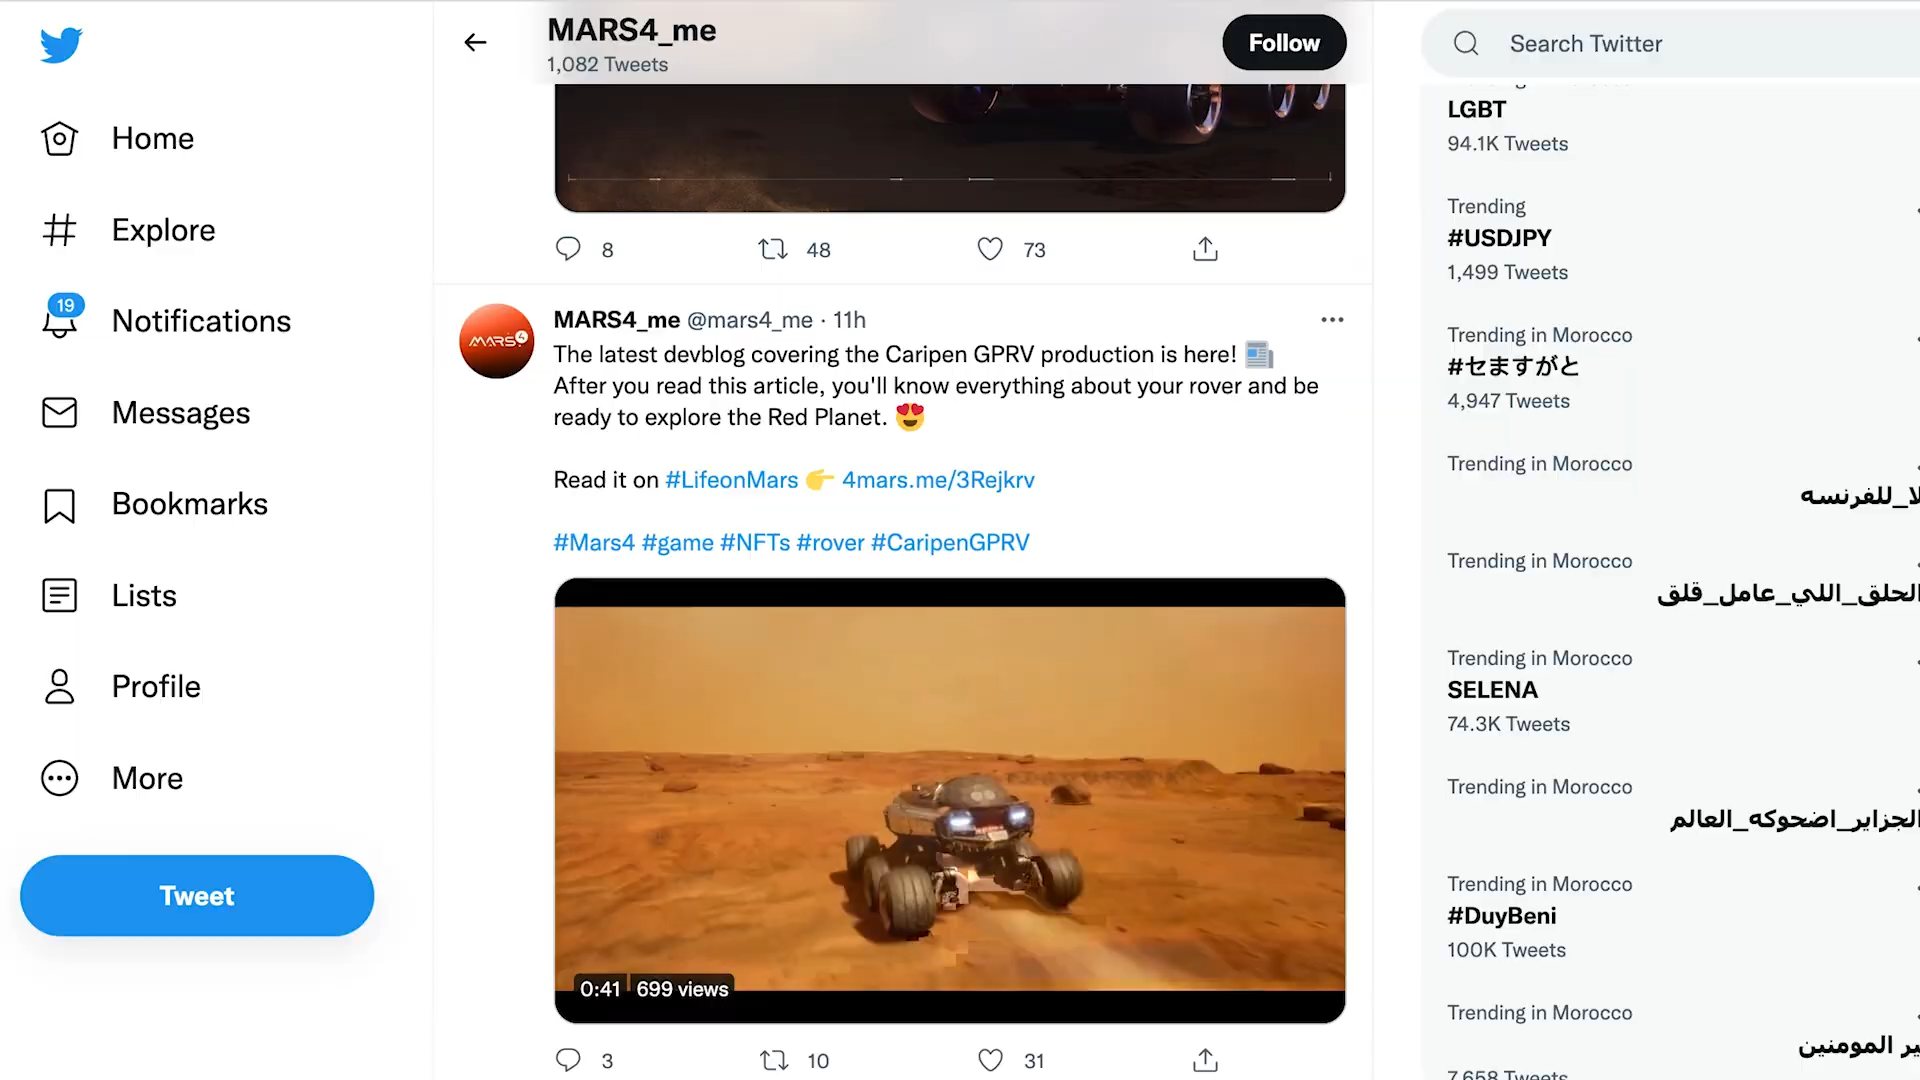 Home
Explore
19
Notifications
Messages
Bookmarks
Lists
Profile
More
Tweet
MARS4_me
1,082 Tweets
Follow
8
48
73
MARS4
MARS4_me @mars4_me · 11h
The latest devblog covering the Caripen GPRV production is here! 📰
After you read this article, you'll know everything about your rover and be
ready to explore the Red Planet. 😍
Read it on #LifeonMars 👉 4mars.me/3Rejkrv
#Mars4 #game #NFTs #rover #CaripenGPRV
0:41
699 views
3
10
31
Search Twitter
LGBT
94.1K Tweets
Trending
#USDJPY
1,499 Tweets
Trending in Morocco
#セますがと
4,947 Tweets
Trending in Morocco
لا_للفرنسه
Trending in Morocco
الحلق_اللي_عامل_قلق
Trending in Morocco
SELENA
74.3K Tweets
Trending in Morocco
الجزاير_اضحوكه_العالم
Trending in Morocco
#DuyBeni
100K Tweets
Trending in Morocco
المومنين
7,658 Tweets